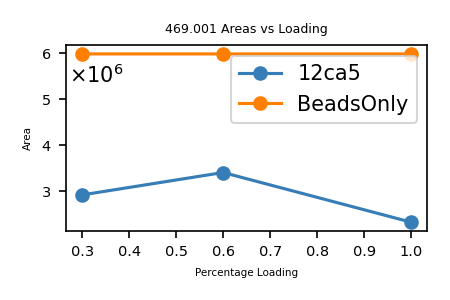 469.001 Areas vs Loading
6
×10⁶
12ca5
BeadsOnly
5
4
3
Area
0.3 0.4 0.5 0.6 0.7 0.8 0.9 1.0
Percentage Loading